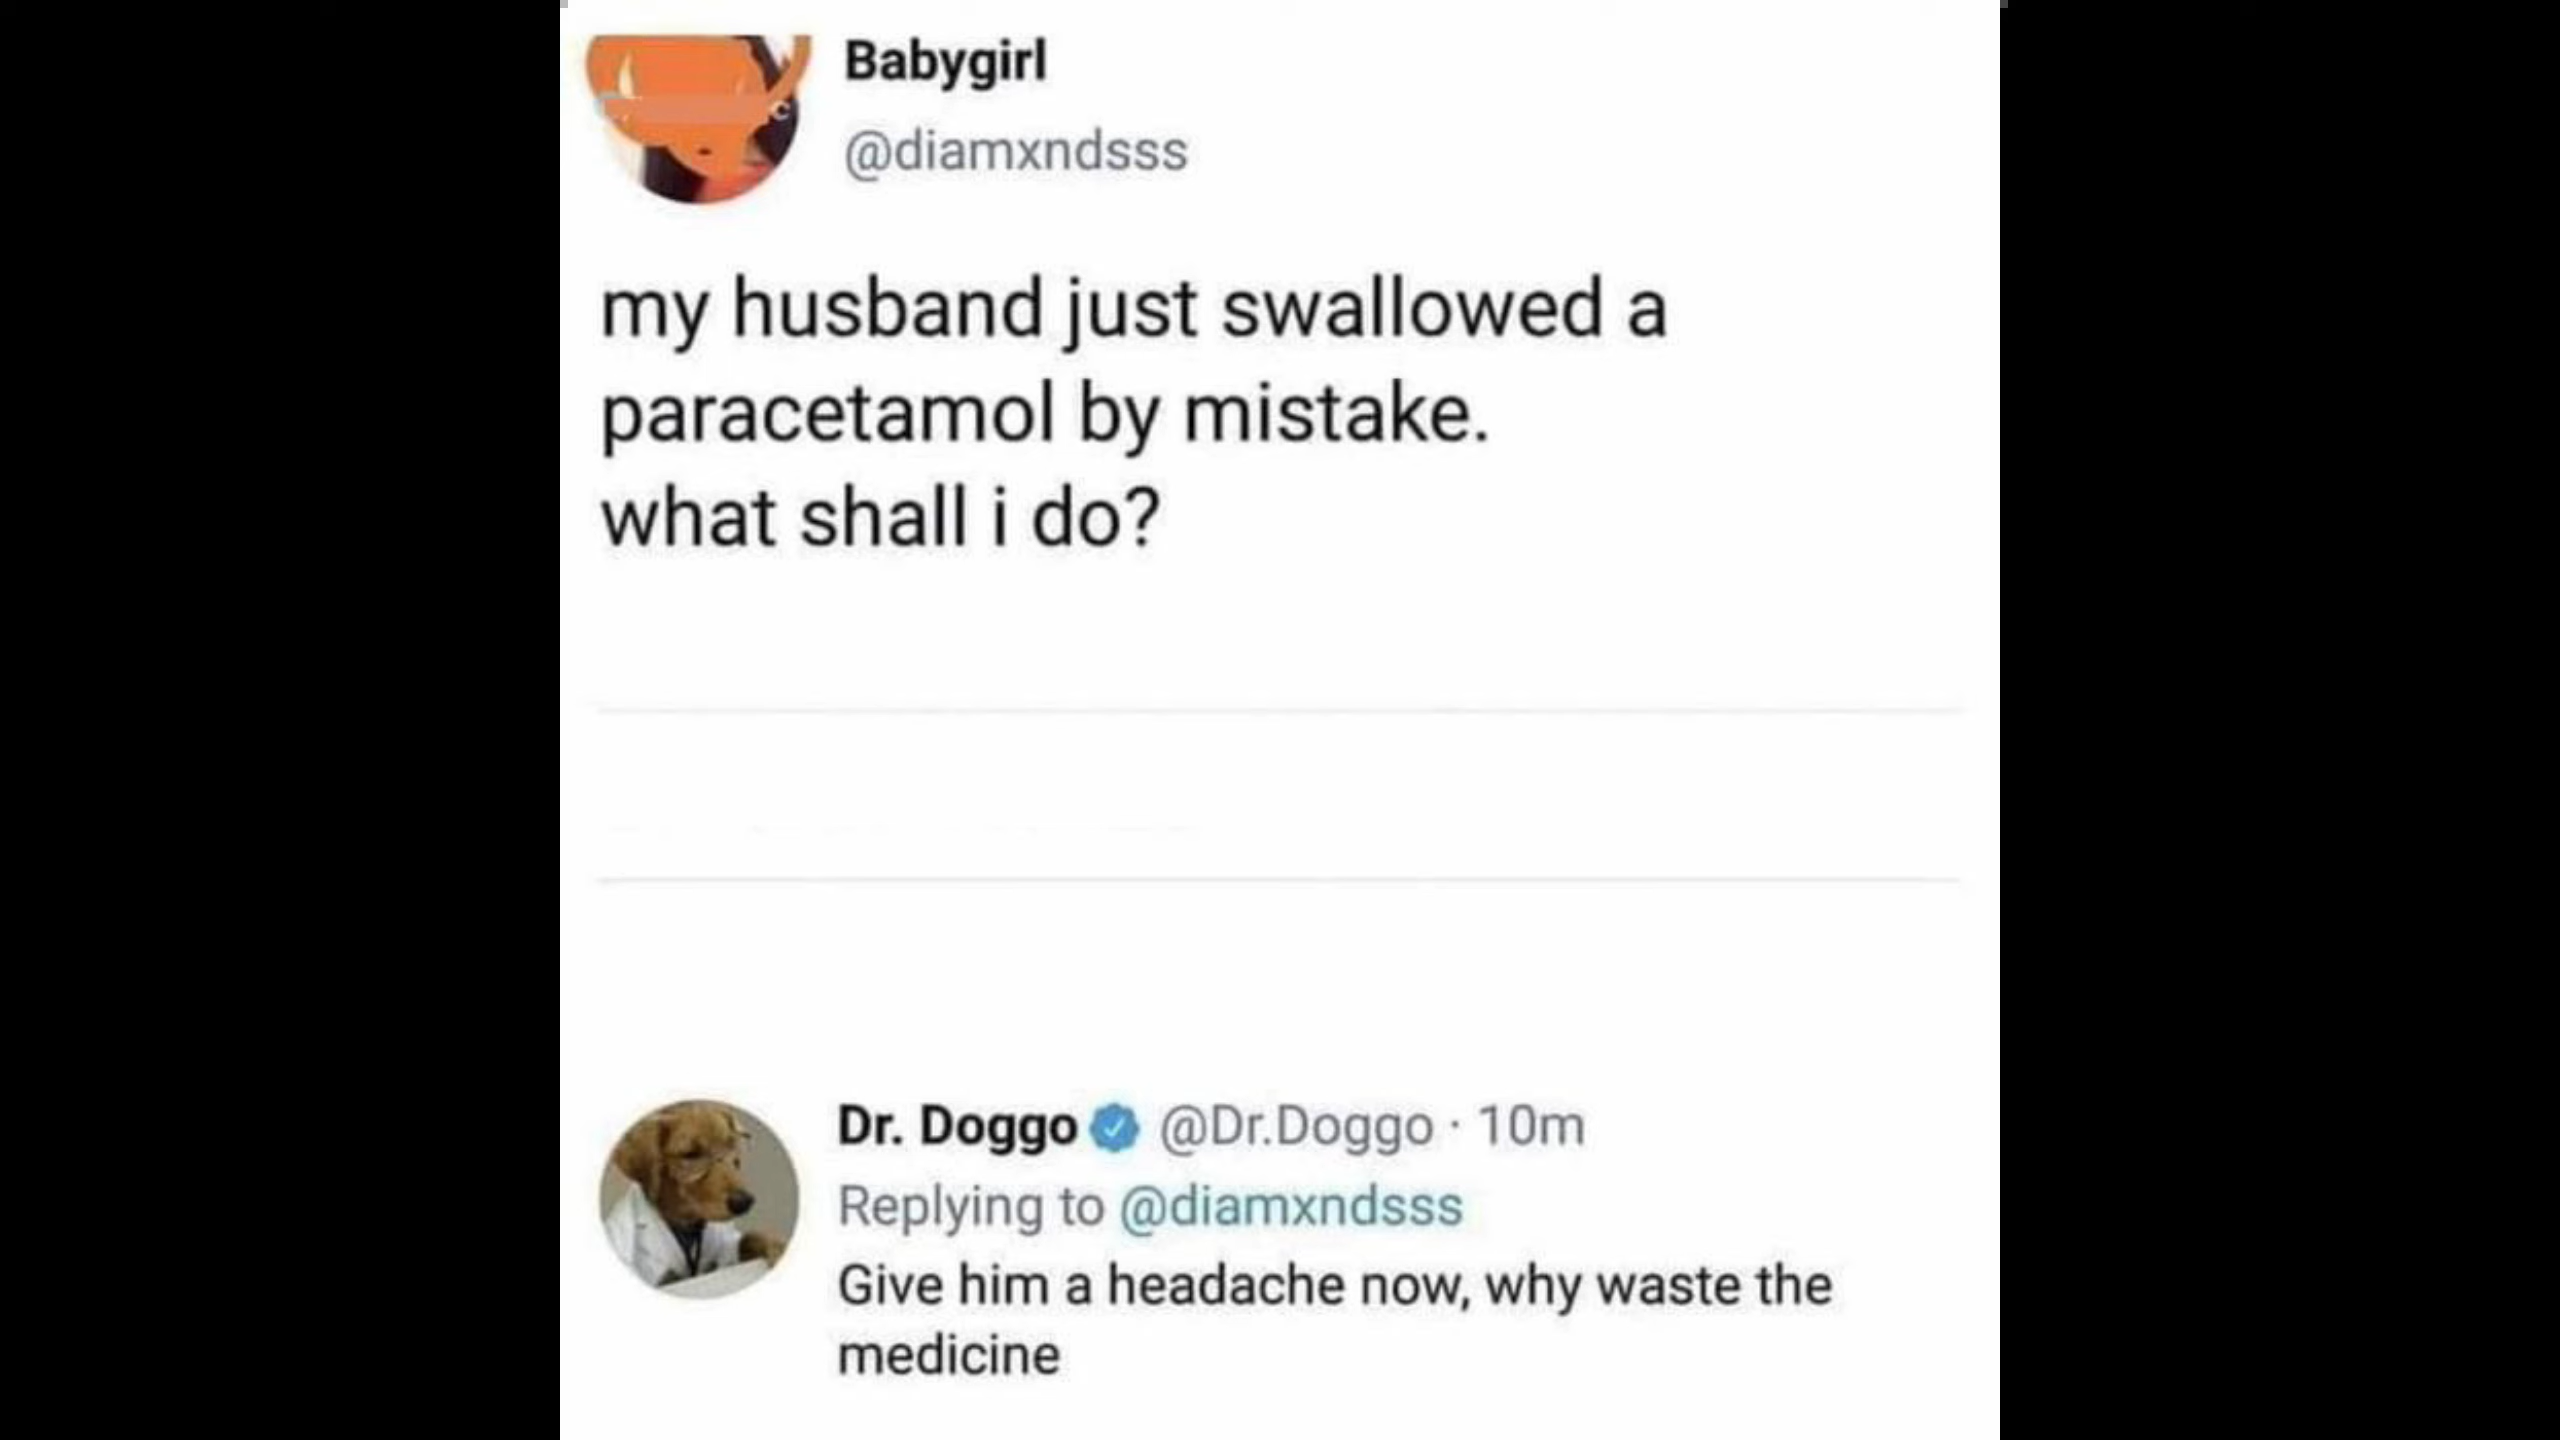 Babygirl
@diamxndsss
my husband just swallowed a
paracetamol by mistake.
what shall i do?
Dr. Doggo @Dr.Doggo · 10m
Replying to @diamxndsss
Give him a headache now, why waste the
medicine